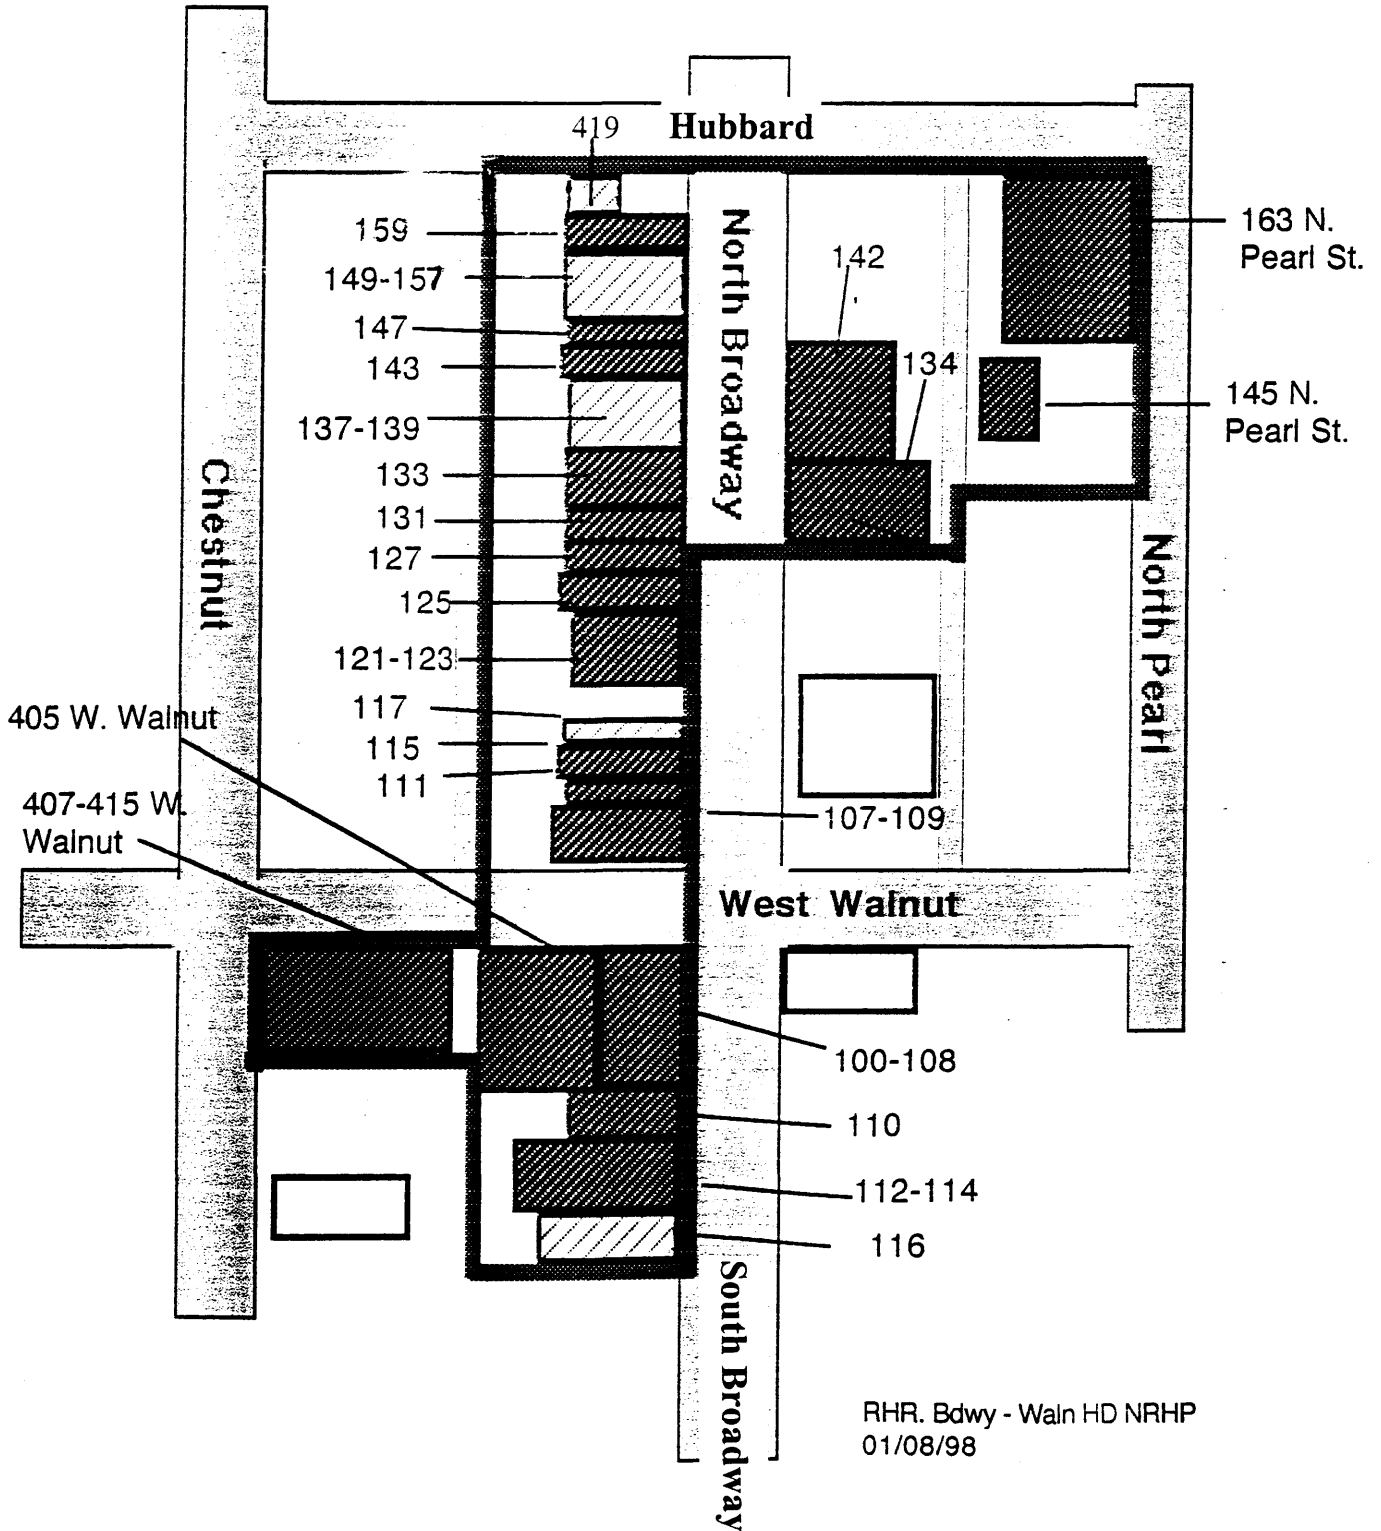 Hubbard
419
159
149-157
147
143
137-139
133
131
127
125
121-123
117
115
111
405 W. Walnut
407-415 W.
Walnut
Chestnut
North Broadway
142
134
163 N.
Pearl St.
145 N.
Pearl St.
North Pearl
107-109
West Walnut
100-108
110
112-114
116
South Broadway
RHR. Bdwy - Waln HD NRHP
01/08/98